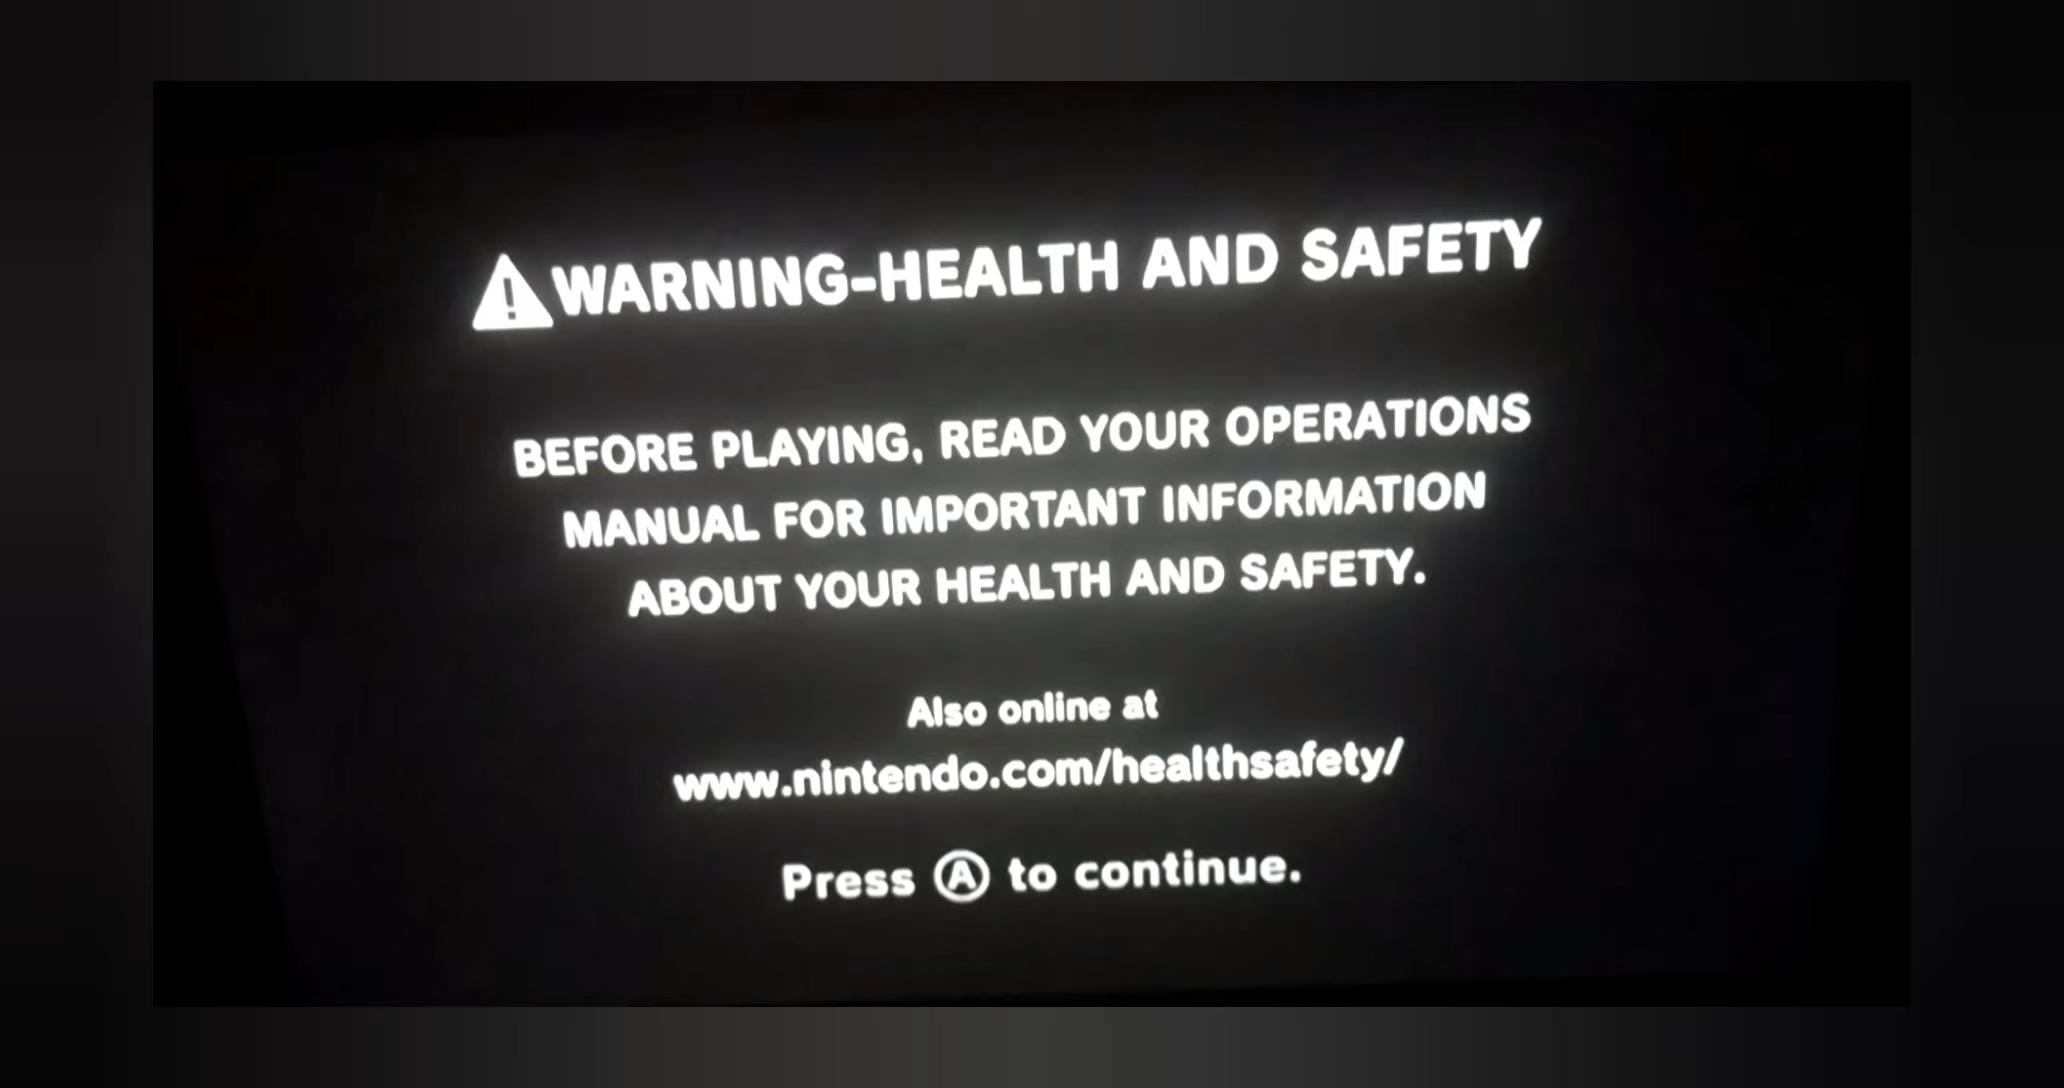 ⚠WARNING-HEALTH AND SAFETY
BEFORE PLAYING, READ YOUR OPERATIONS
MANUAL FOR IMPORTANT INFORMATION
ABOUT YOUR HEALTH AND SAFETY.
Also online at
www.nintendo.com/healthsafety/
Press Ⓐ to continue.